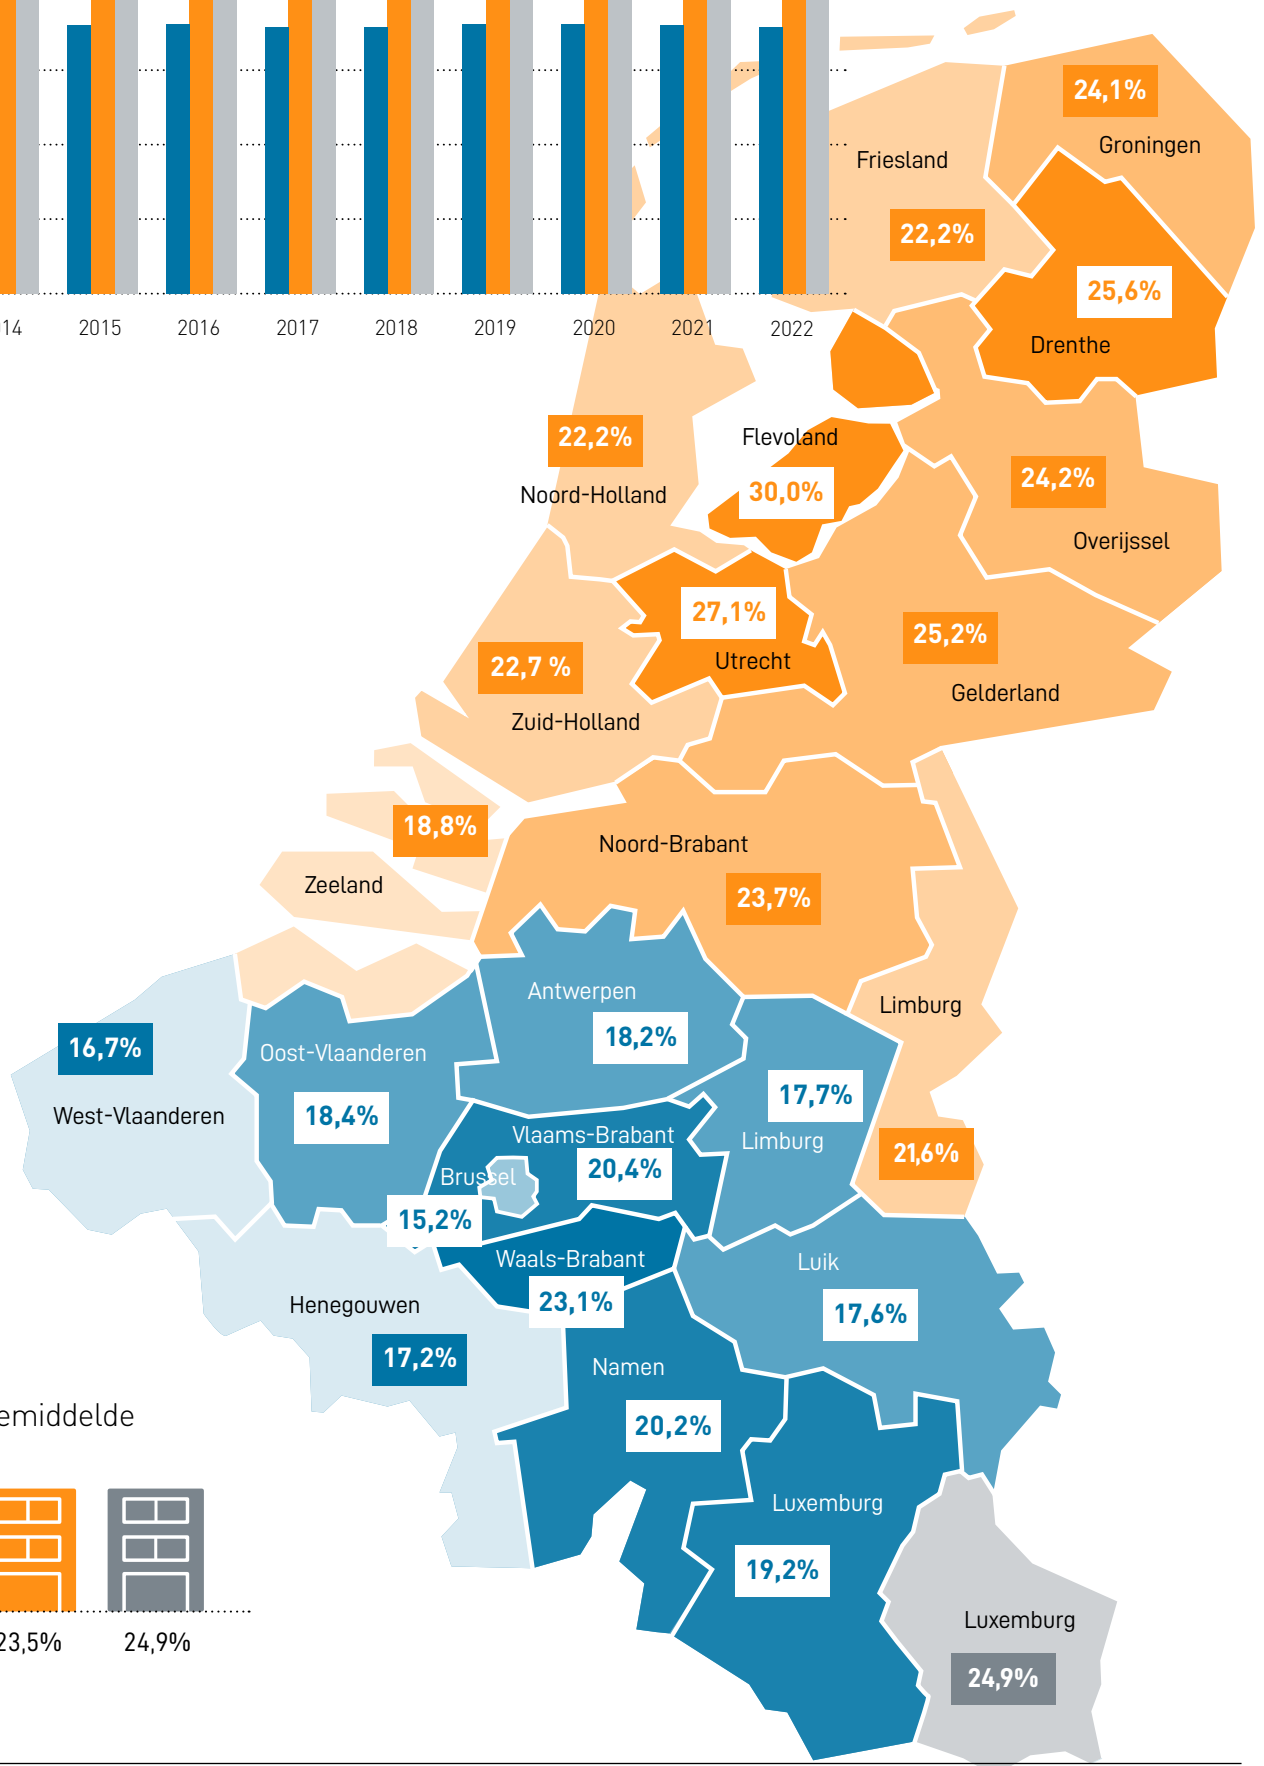 24,1%
Groningen
Friesland
22,2%
25,6%
Drenthe
14 2015 2016 2017 2018 2019 2020 2021 2022
Flevoland
22,2%
30,0%
Noord-Holland
24,2%
Overijssel
27,1%
25,2%
22,7 %
Utrecht
Gelderland
Zuid-Holland
18,8%
Noord-Brabant
Zeeland
23,7%
Antwerpen
Limburg
18,2%
16,7%
Oost-Vlaanderen
17,7%
West-Vlaanderen
18,4%
Vlaams-Brabant
Limburg
21,6%
Brussel
20,4%
15,2%
Waals-Brabant
Luik
Henegouwen
23,1%
17,6%
17,2%
Namen
emiddelde
20,2%
Luxemburg
19,2%
Luxemburg
23,5% 24,9%
24,9%